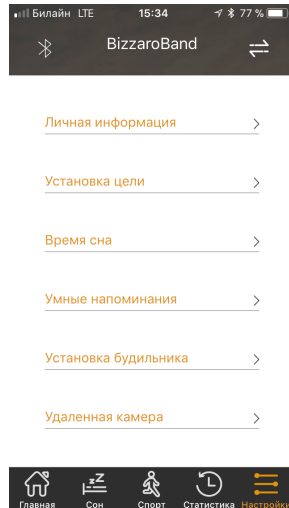 Билайн LTE 15:34 77 %
BizzaroBand
Личная информация
Установка цели
Время сна
Умные напоминания
Установка будильника
Удаленная камера
Главная Сон Спорт Статистика Настройки